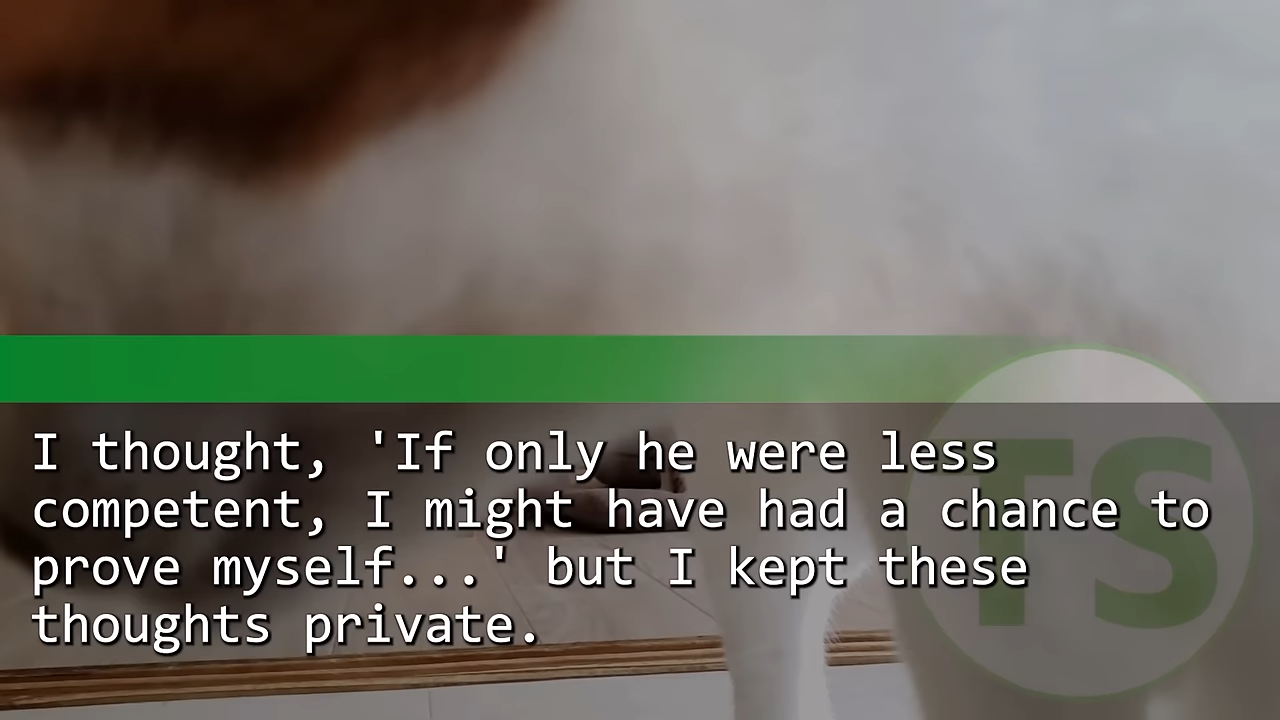 I thought, 'If only he were less
competent, I might have had a chance to
prove myself...' but I kept these
thoughts private.
TS